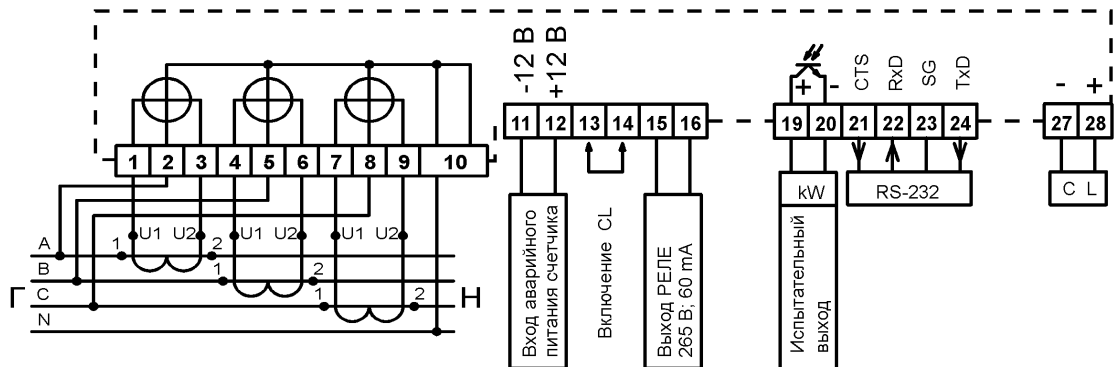 -12 В
+12 В
+
-
CTS
RxD
SG
TxD
-
+
1 2 3 4 5 6 7 8 9 10
11 12 13 14 15 16
19 20 21 22 23 24
27 28
kW
RS-232
C L
Вход аварийного
питания счетчика
Включение CL
Выход РЕЛЕ
265 В; 60 mA
Испытательный
выход
U1 U2 U1 U2 U1 U2
A 1 2
B 1 2
C 1 2
N
Г
Н